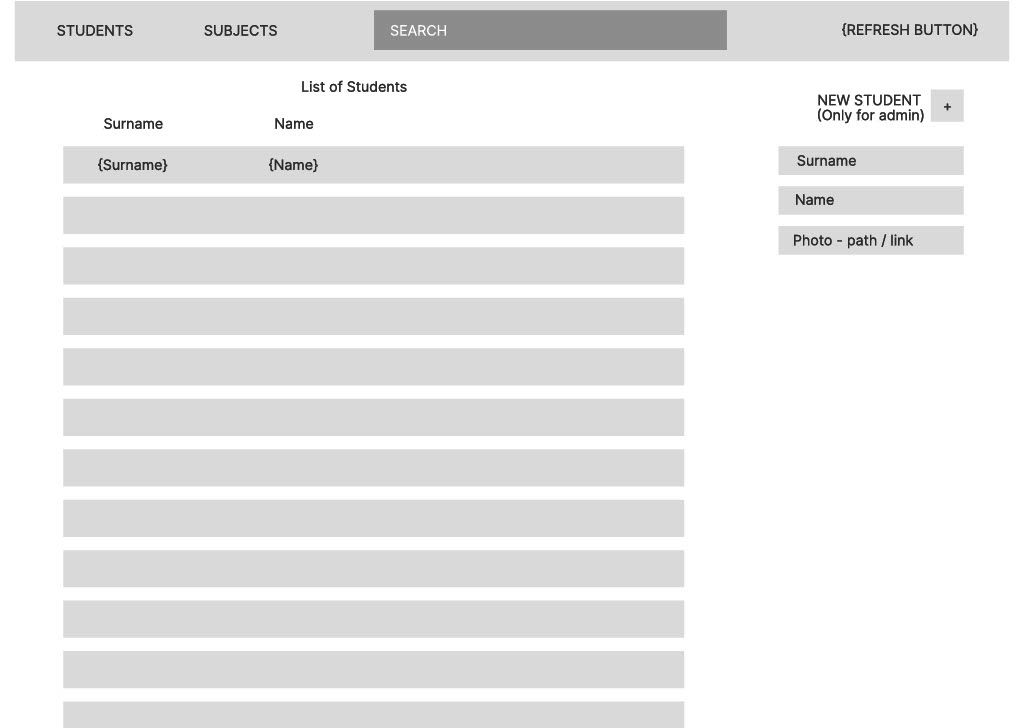 STUDENTS SUBJECTS SEARCH {REFRESH BUTTON}
List of Students
Surname Name
{Surname} {Name}
NEW STUDENT
(Only for admin) +
Surname
Name
Photo - path / link